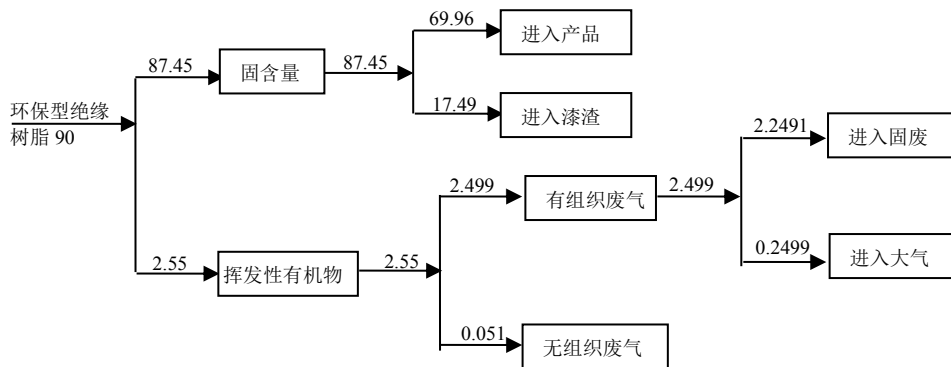 69.96
进入产品
87.45
固含量
87.45
17.49
进入漆渣
环保型绝缘
树脂 90
2.2491
进入固废
2.499
有组织废气
2.499
2.55
挥发性有机物
2.55
0.2499
进入大气
0.051
无组织废气